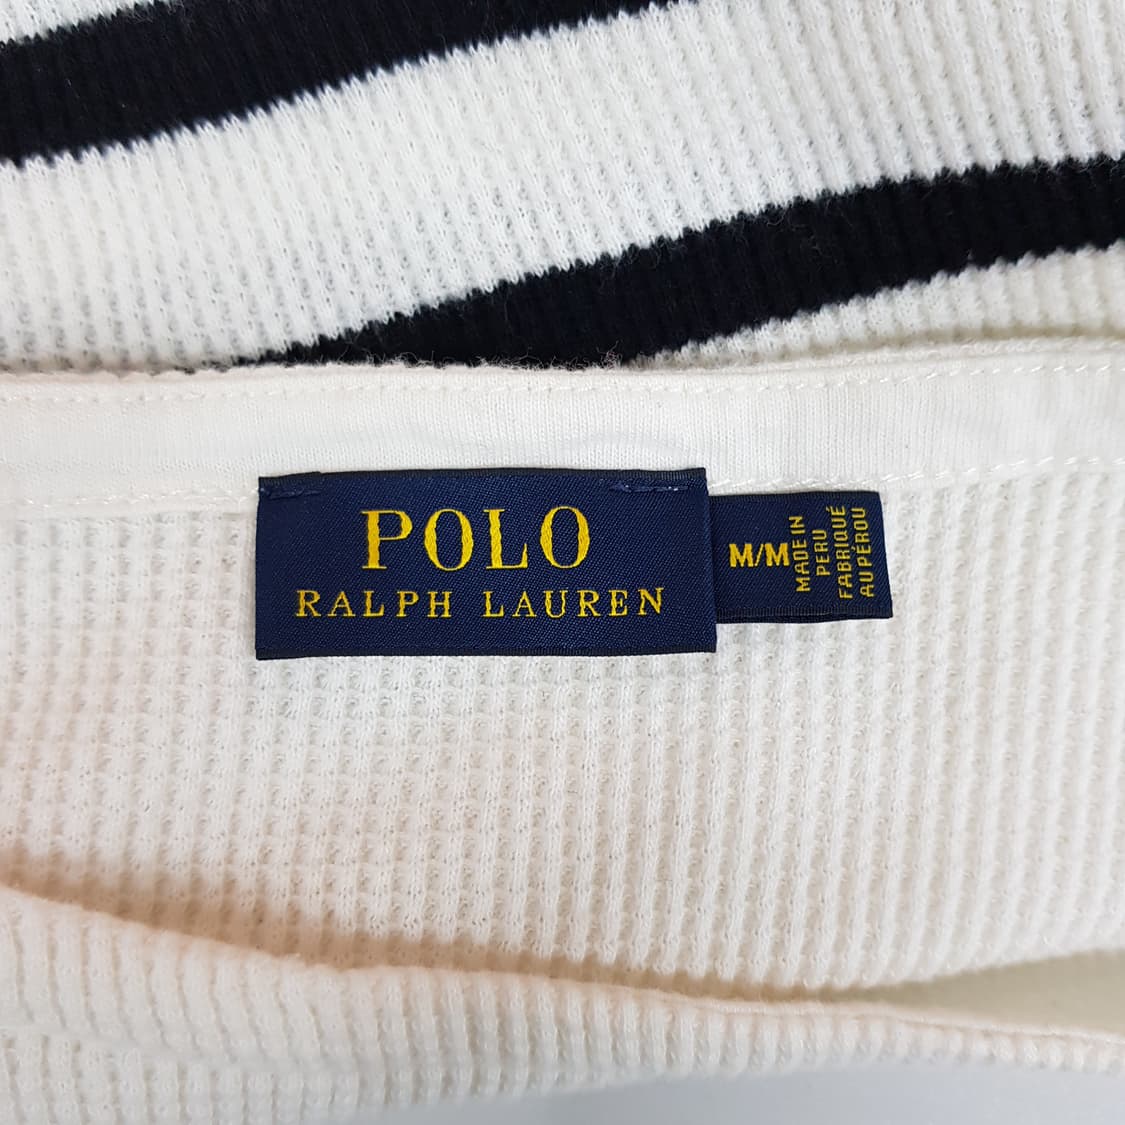 POLO
RALPH LAUREN
M/M
MADE IN
PERU
FABRIQUÉ
AU PÉROU